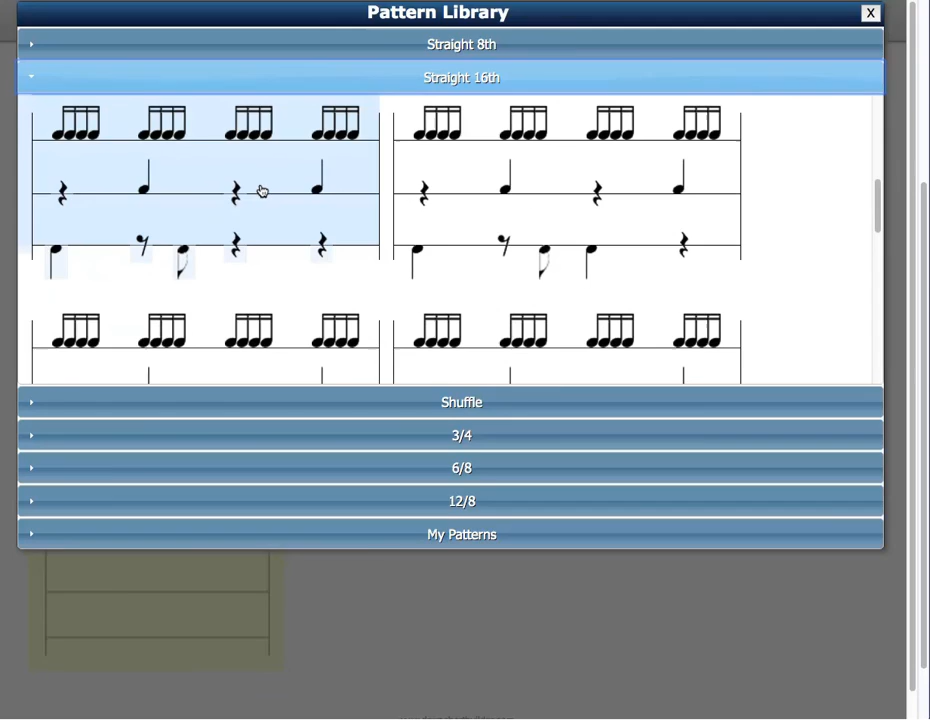 Pattern Library
X
Straight 8th
Straight 16th
Shuffle
3/4
6/8
12/8
My Patterns